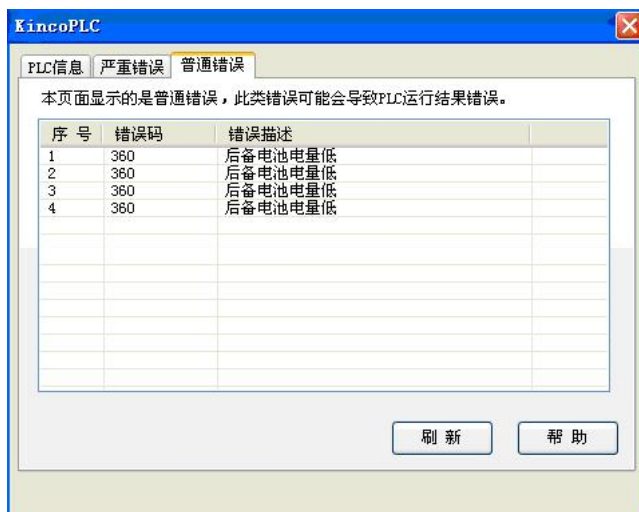 KincoPLC
PLC信息 严重错误 普通错误
本页面显示的是普通错误，此类错误可能会导致PLC运行结果错误。
序 号 错误码 错误描述
1 360 后备电池电量低
2 360 后备电池电量低
3 360 后备电池电量低
4 360 后备电池电量低
刷 新 帮 助